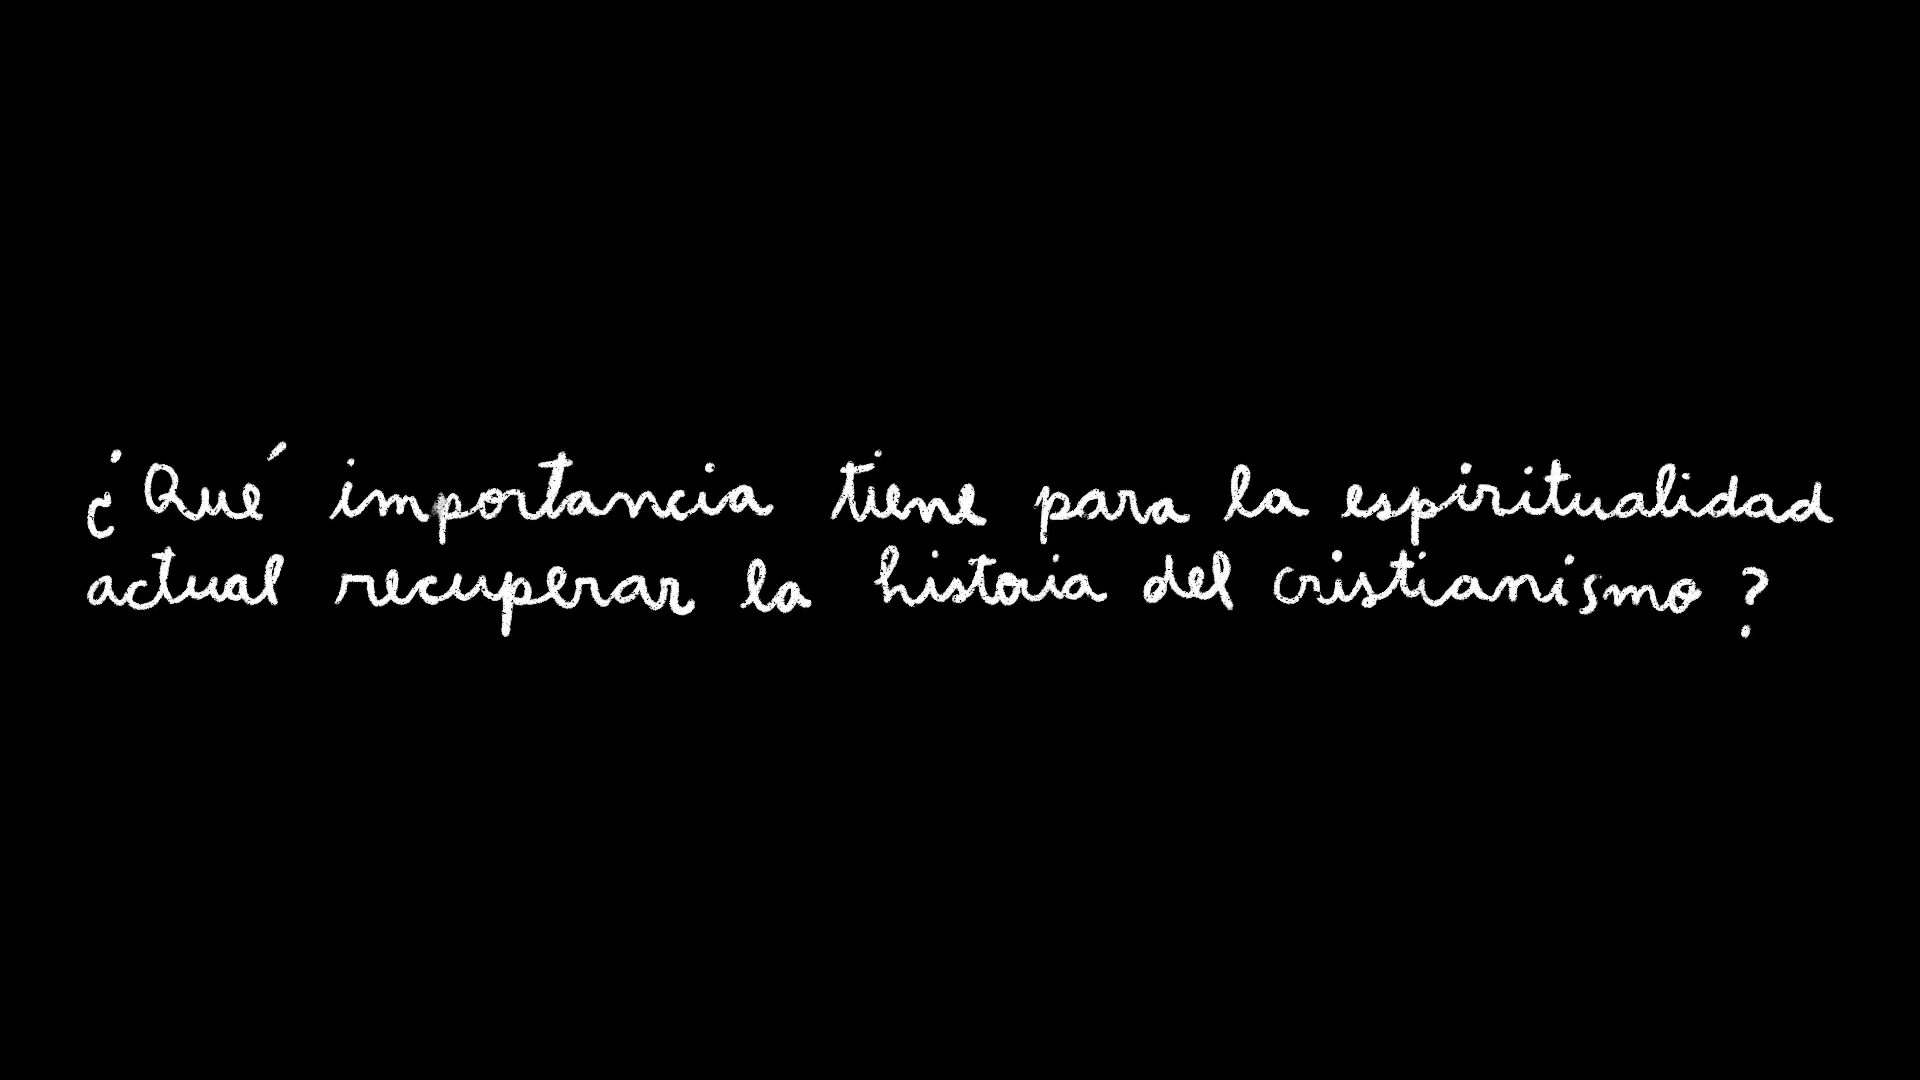 ¿Qué importancia tiene para la espiritualidad
actual recuperar la historia del cristianismo?